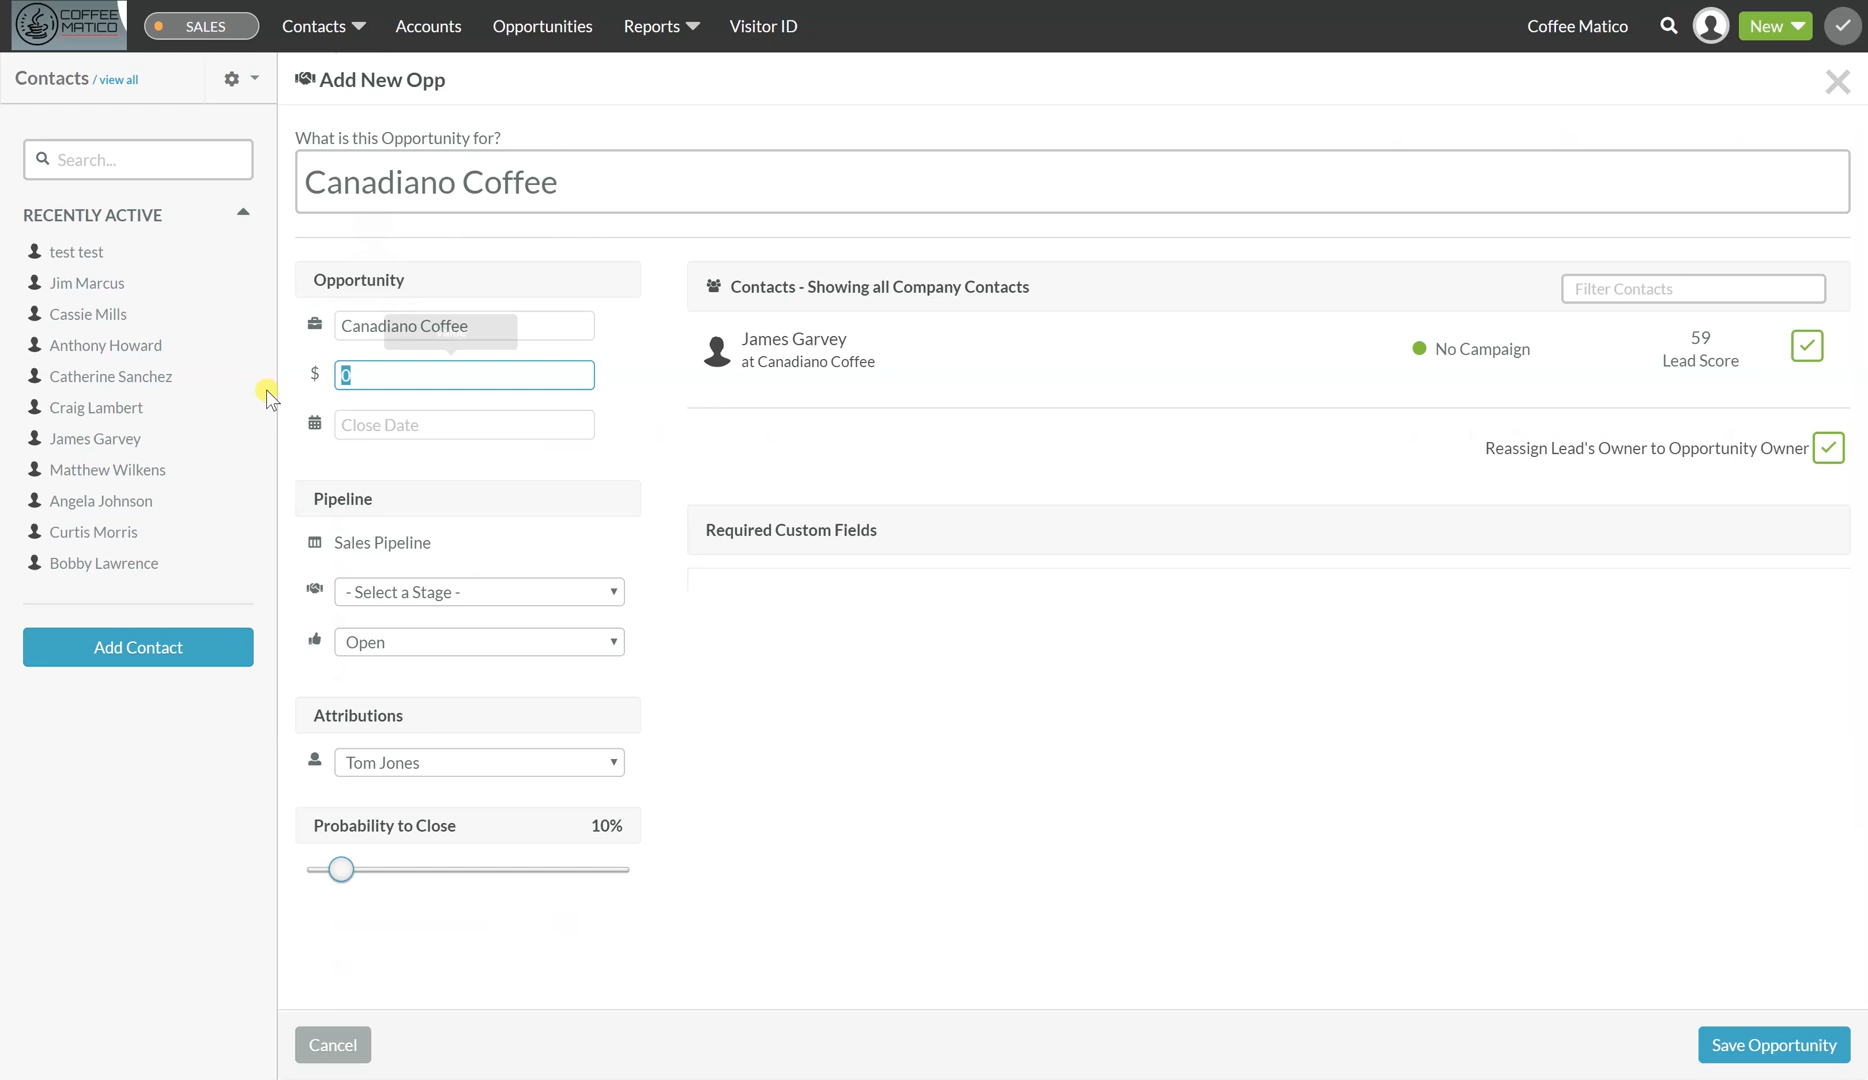 COFFEE
MATICO
SALES
Contacts
Accounts
Opportunities
Reports
Visitor ID
Coffee Matico
New
Contacts / view all
Search...
RECENTLY ACTIVE
test test
Jim Marcus
Cassie Mills
Anthony Howard
Catherine Sanchez
Craig Lambert
James Garvey
Matthew Wilkens
Angela Johnson
Curtis Morris
Bobby Lawrence
Add Contact
Add New Opp
What is this Opportunity for?
Canadiano Coffee
Opportunity
Canadiano Coffee
$ 0
Close Date
Pipeline
Sales Pipeline
- Select a Stage -
Open
Attributions
Tom Jones
Probability to Close 10%
Contacts - Showing all Company Contacts
Filter Contacts
James Garvey
at Canadiano Coffee
No Campaign
59
Lead Score
Reassign Lead's Owner to Opportunity Owner
Required Custom Fields
Cancel
Save Opportunity